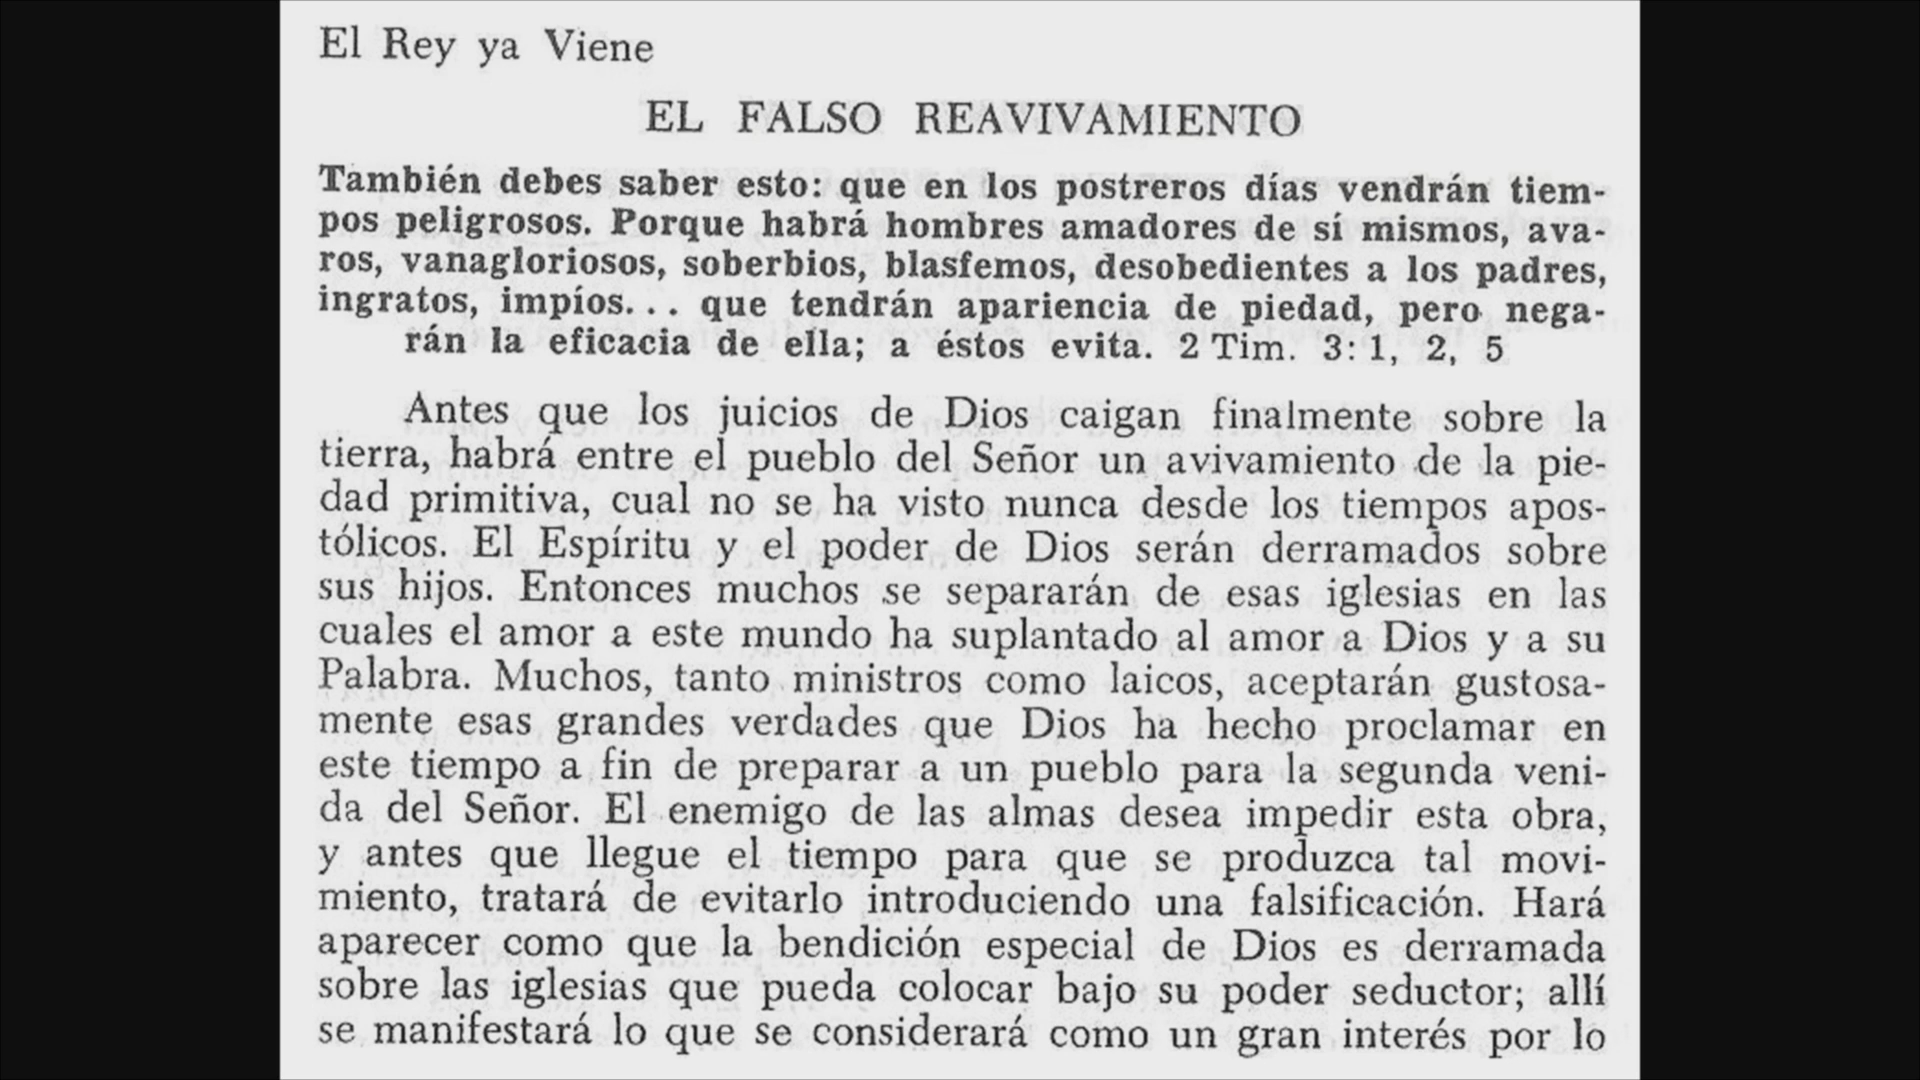 El Rey ya Viene
EL FALSO REAVIVAMIENTO
También debes saber esto: que en los postreros días vendrán tiem-
pos peligrosos. Porque habrá hombres amadores de sí mismos, ava-
ros, vanagloriosos, soberbios, blasfemos, desobedientes a los padres,
ingratos, impíos... que tendrán apariencia de piedad, pero nega-
rán la eficacia de ella; a éstos evita. 2 Tim. 3:1, 2, 5
Antes que los juicios de Dios caigan finalmente sobre la
tierra, habrá entre el pueblo del Señor un avivamiento de la pie-
dad primitiva, cual no se ha visto nunca desde los tiempos apos-
tólicos. El Espíritu y el poder de Dios serán derramados sobre
sus hijos. Entonces muchos se separarán de esas iglesias en las
cuales el amor a este mundo ha suplantado al amor a Dios y a su
Palabra. Muchos, tanto ministros como laicos, aceptarán gustosa-
mente esas grandes verdades que Dios ha hecho proclamar en
este tiempo a fin de preparar a un pueblo para la segunda veni-
da del Señor. El enemigo de las almas desea impedir esta obra,
y antes que llegue el tiempo para que se produzca tal movi-
miento, tratará de evitarlo introduciendo una falsificación. Hará
aparecer como que la bendición especial de Dios es derramada
sobre las iglesias que pueda colocar bajo su poder seductor; allí
se manifestará lo que se considerará como un gran interés por lo